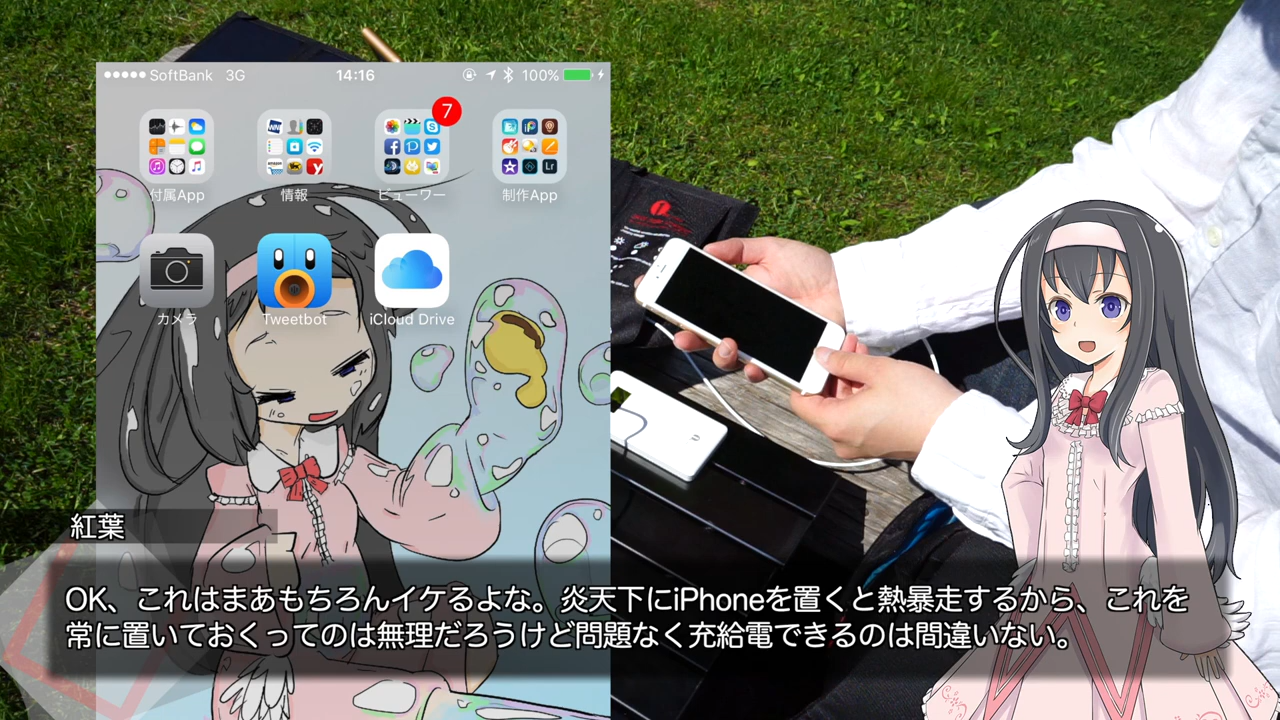 ●●●●● SoftBank 3G 14:16 100%
7
付属App 情報 ビューワー 制作App
カメラ Tweetbot iCloud Drive
紅葉
OK、これはまあもちろんイケるよな。炎天下にiPhoneを置くと熱暴走するから、これを
常に置いておくってのは無理だろうけど問題なく充給電できるのは間違いない。